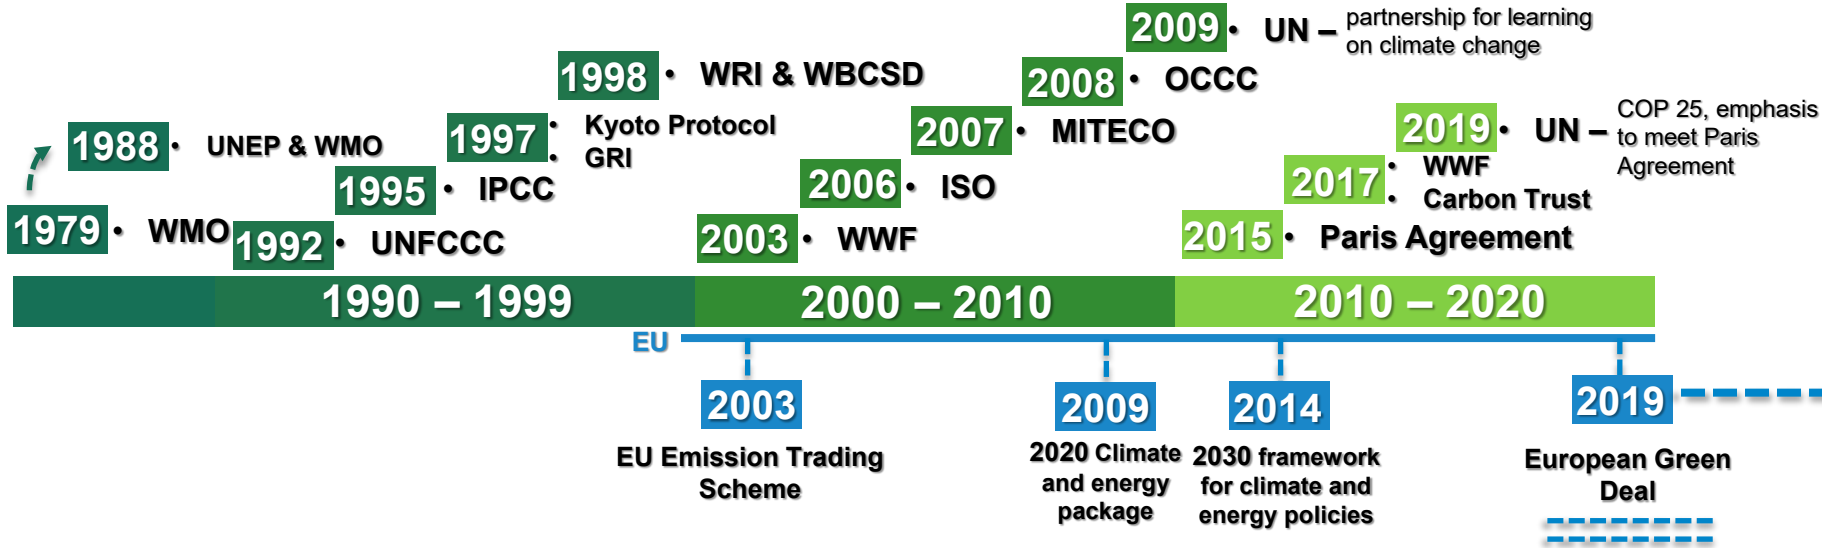 1979 • WMO
1988 • UNEP & WMO
1992 • UNFCCC
1995 • IPCC
1997 • Kyoto Protocol
• GRI
1998 • WRI & WBCSD
2003 • WWF
2006 • ISO
2007 • MITECO
2008 • OCCC
2009 • UN – partnership for learning
on climate change
2015 • Paris Agreement
2017 • WWF
• Carbon Trust
2019 • UN – COP 25, emphasis
to meet Paris
Agreement
1990 – 1999
2000 – 2010
2010 – 2020
EU
2003
EU Emission Trading
Scheme
2009
2020 Climate
and energy
package
2014
2030 framework
for climate and
energy policies
2019
European Green
Deal